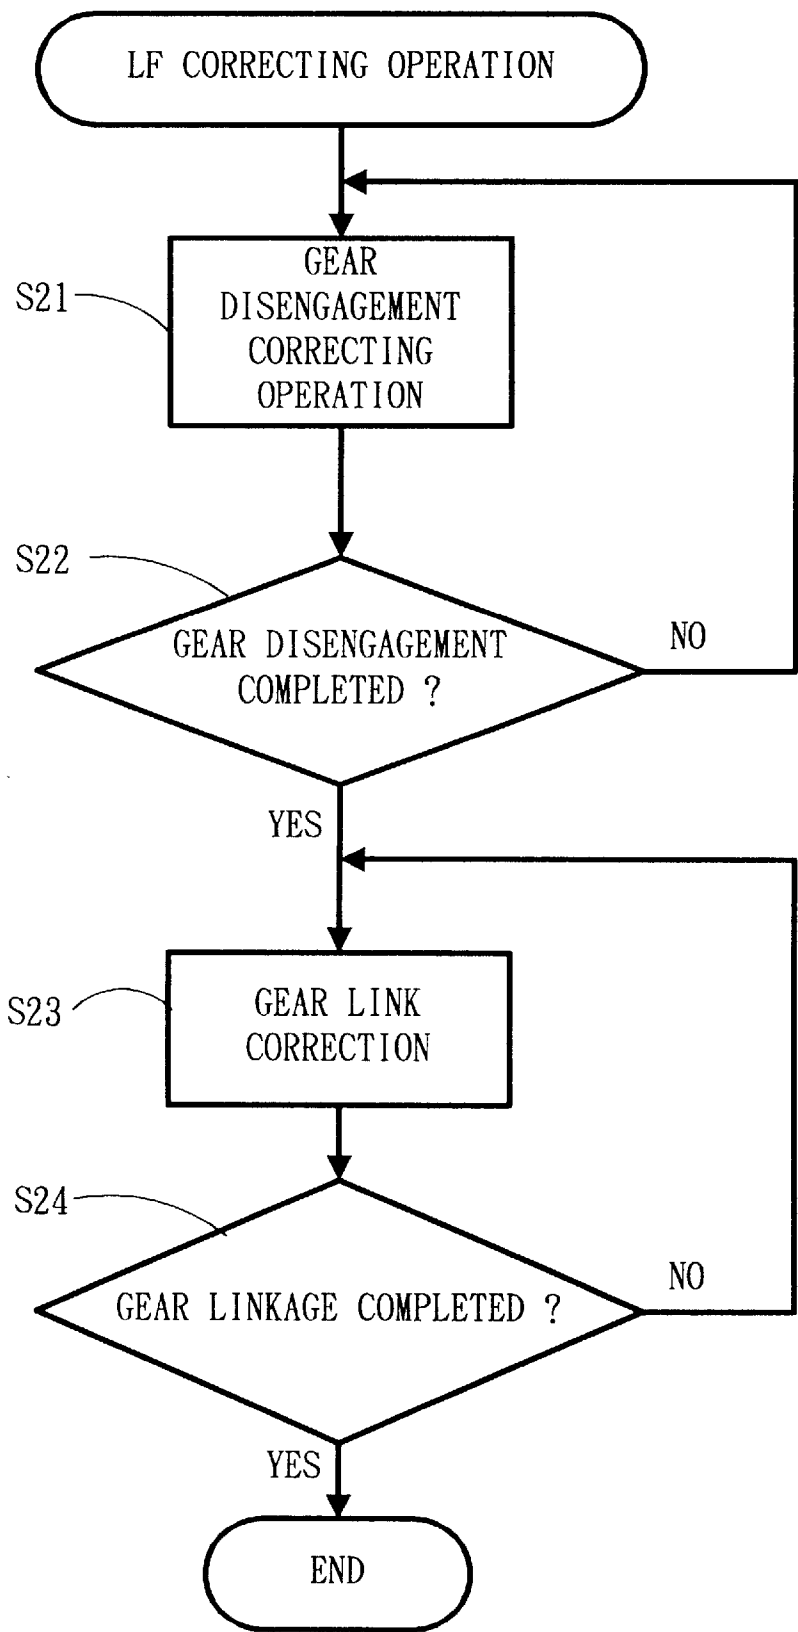 LF CORRECTING OPERATION
S21
GEAR
DISENGAGEMENT
CORRECTING
OPERATION
S22
GEAR DISENGAGEMENT
COMPLETED ?
NO
YES
S23
GEAR LINK
CORRECTION
S24
GEAR LINKAGE COMPLETED ?
NO
YES
END